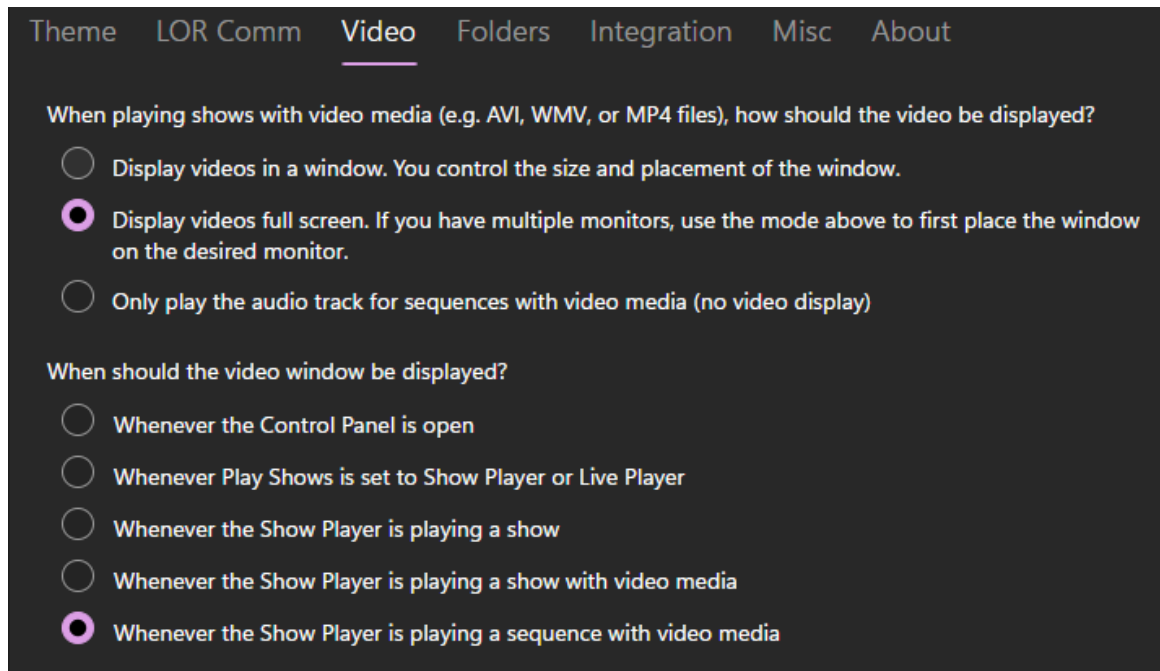 Theme LOR Comm Video Folders Integration Misc About
When playing shows with video media (e.g. AVI, WMV, or MP4 files), how should the video be displayed?
Display videos in a window. You control the size and placement of the window.
Display videos full screen. If you have multiple monitors, use the mode above to first place the window
on the desired monitor.
Only play the audio track for sequences with video media (no video display)
When should the video window be displayed?
Whenever the Control Panel is open
Whenever Play Shows is set to Show Player or Live Player
Whenever the Show Player is playing a show
Whenever the Show Player is playing a show with video media
Whenever the Show Player is playing a sequence with video media